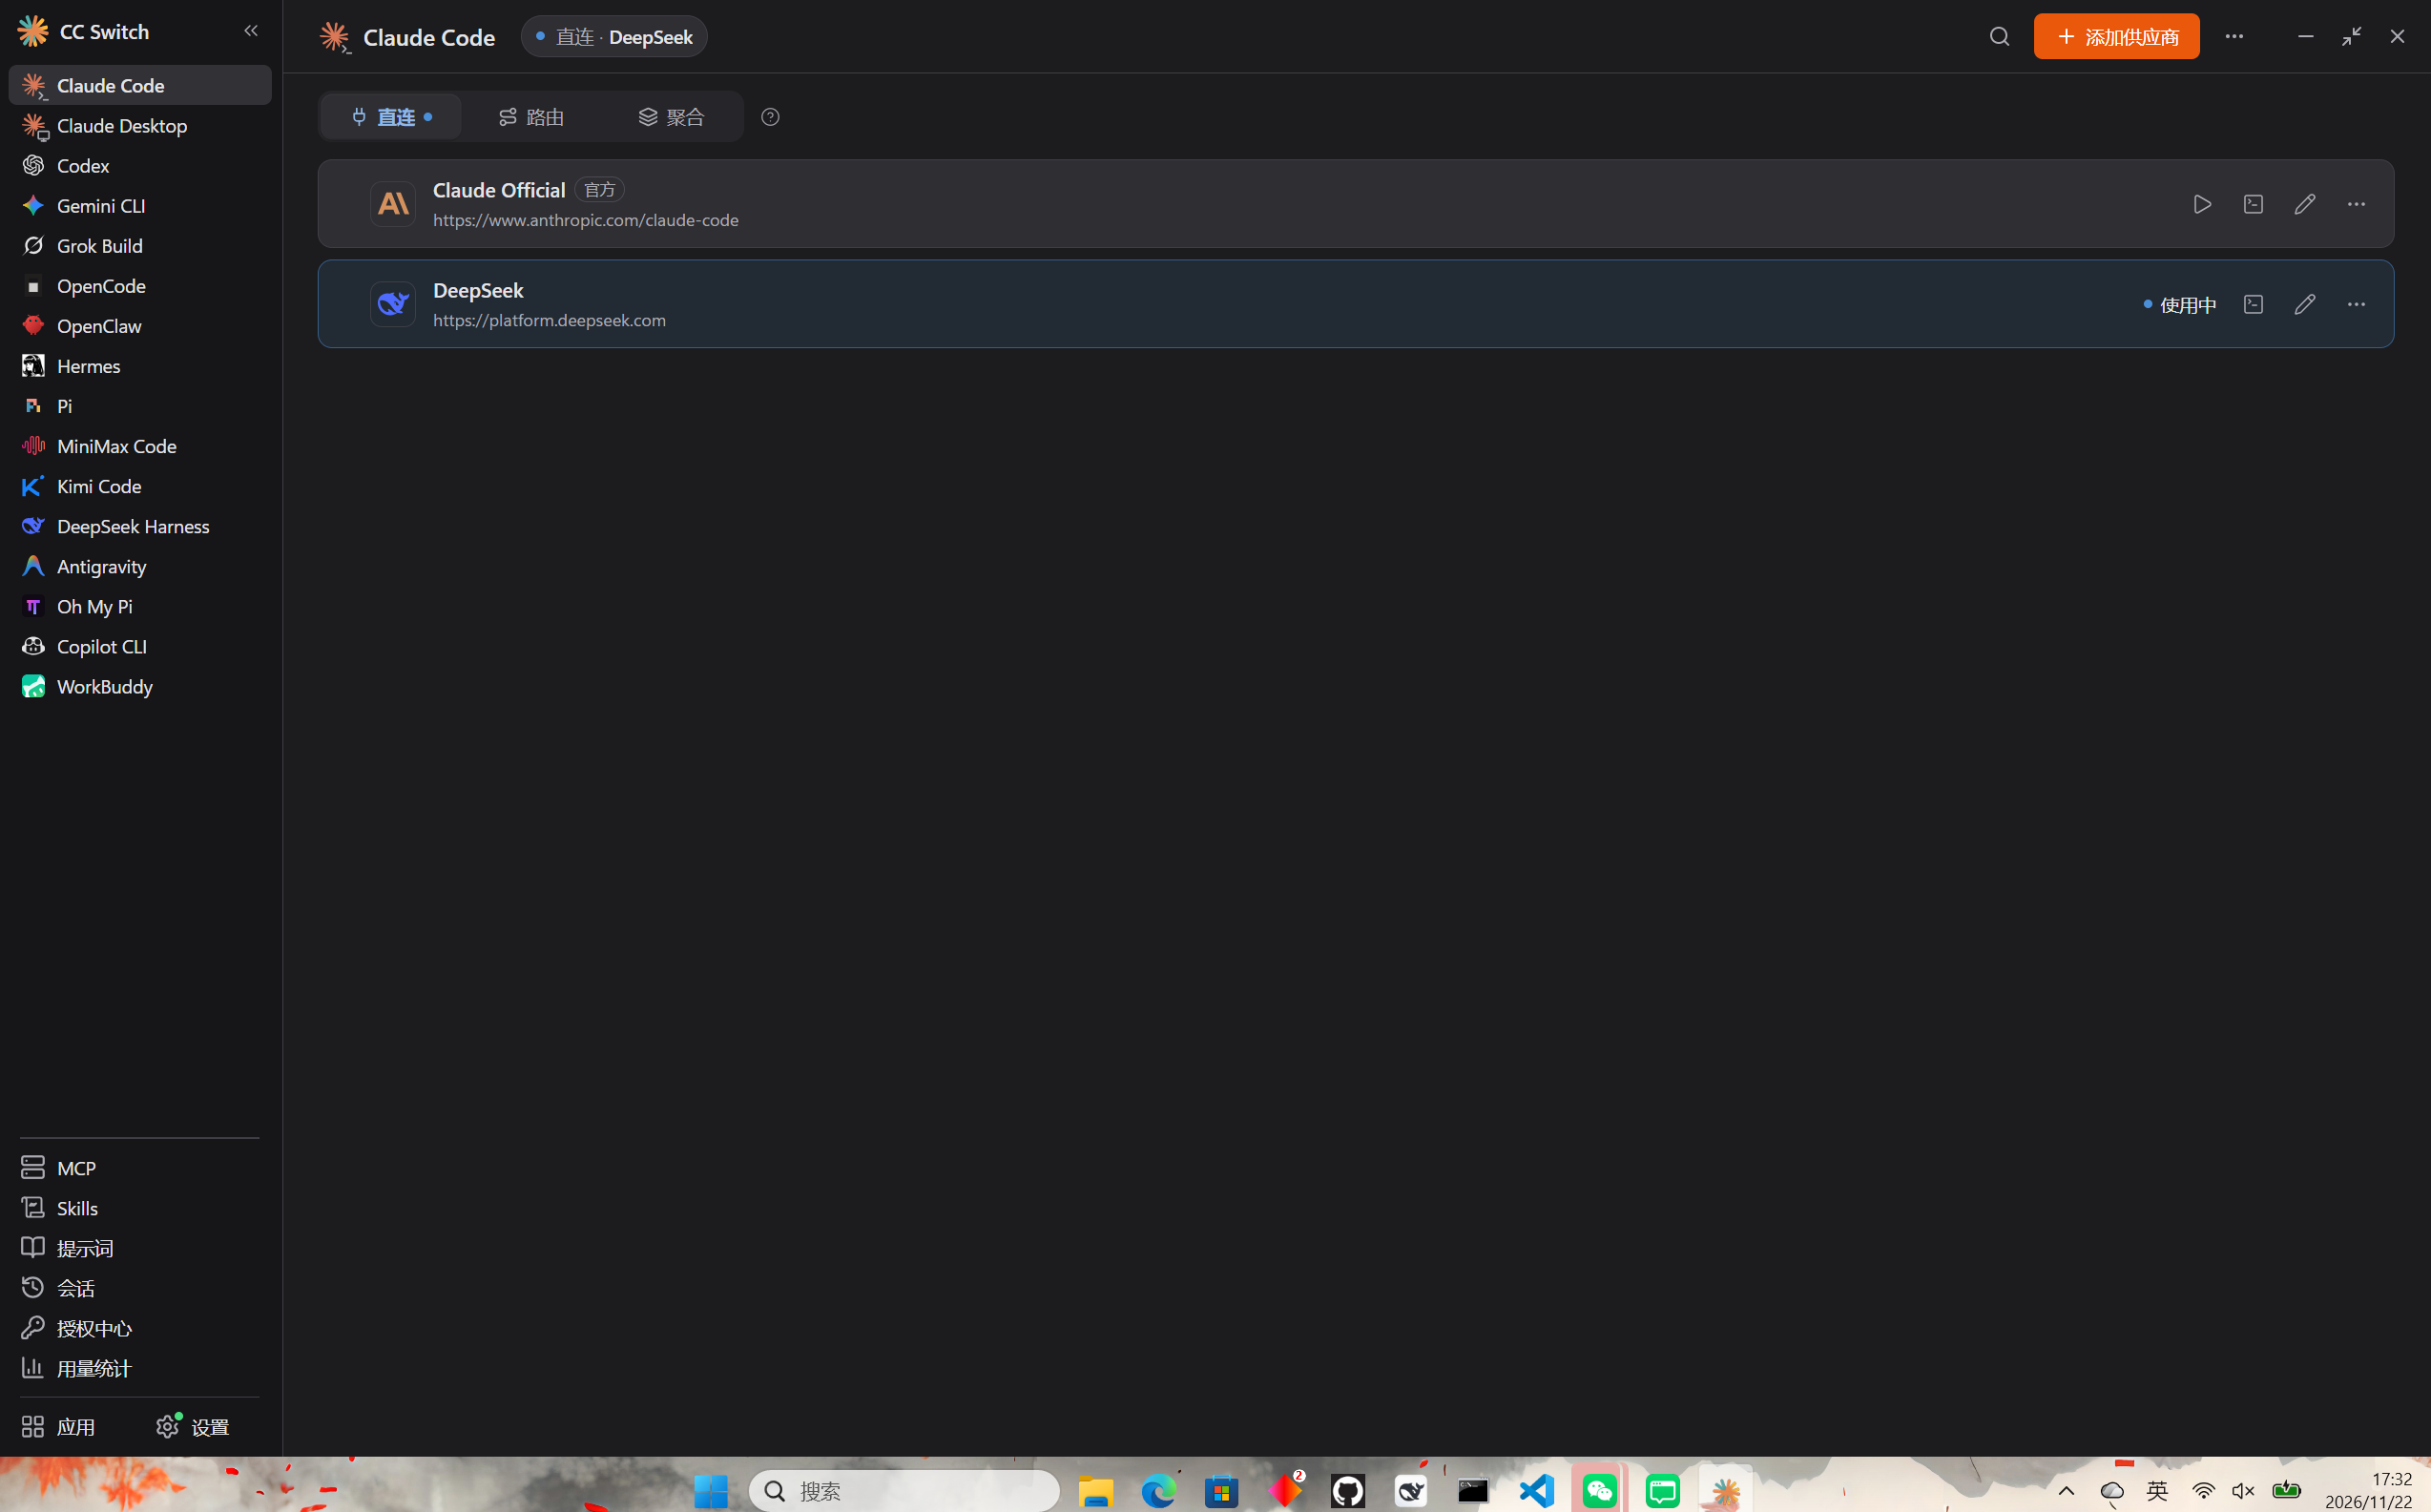 CC Switch
Claude Code
Claude Desktop
Codex
Gemini CLI
Grok Build
OpenCode
OpenClaw
Hermes
Pi
MiniMax Code
Kimi Code
DeepSeek Harness
Antigravity
Oh My Pi
Copilot CLI
WorkBuddy
MCP
Skills
提示词
会话
授权中心
用量统计
应用
设置
Claude Code
直连 · DeepSeek
添加供应商
直连
路由
聚合
Claude Official 官方
https://www.anthropic.com/claude-code
DeepSeek
https://platform.deepseek.com
使用中
搜索
2
英
17:32
2026/11/22